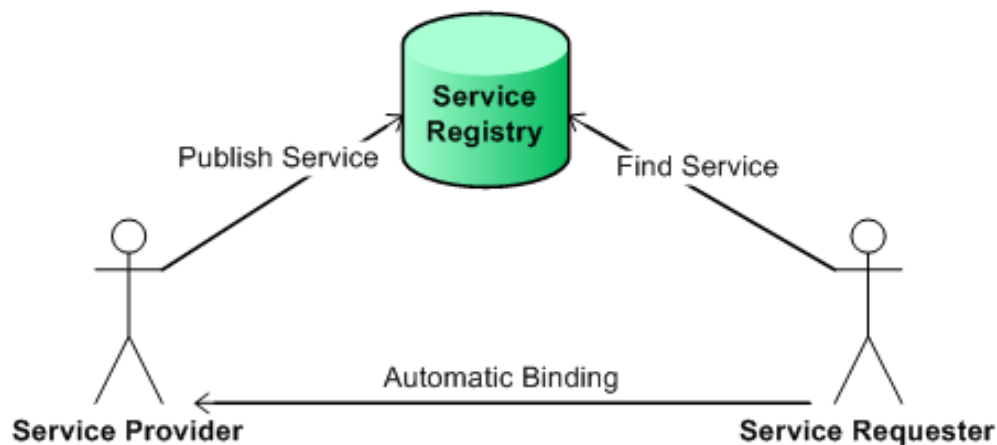 Service
Registry
Publish Service
Find Service
Automatic Binding
Service Provider
Service Requester